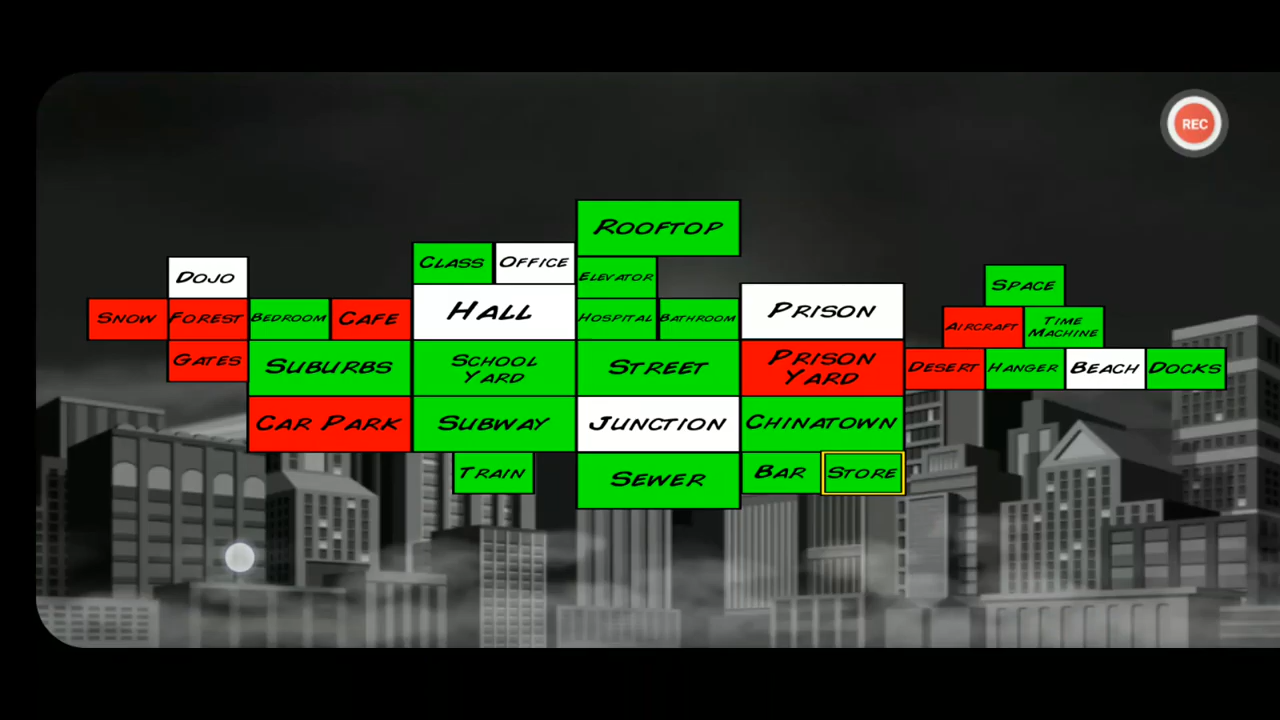 REC
ROOFTOP
CLASS
OFFICE
ELEVATOR
DOJO
SPACE
SNOW
FOREST
BEDROOM
CAFE
HALL
HOSPITAL
BATHROOM
PRISON
AIRCRAFT
TIME
MACHINE
GATES
SUBURBS
SCHOOL
YARD
STREET
PRISON
YARD
DESERT
HANGER
BEACH
DOCKS
CAR PARK
SUBWAY
JUNCTION
CHINATOWN
TRAIN
SEWER
BAR
STORE